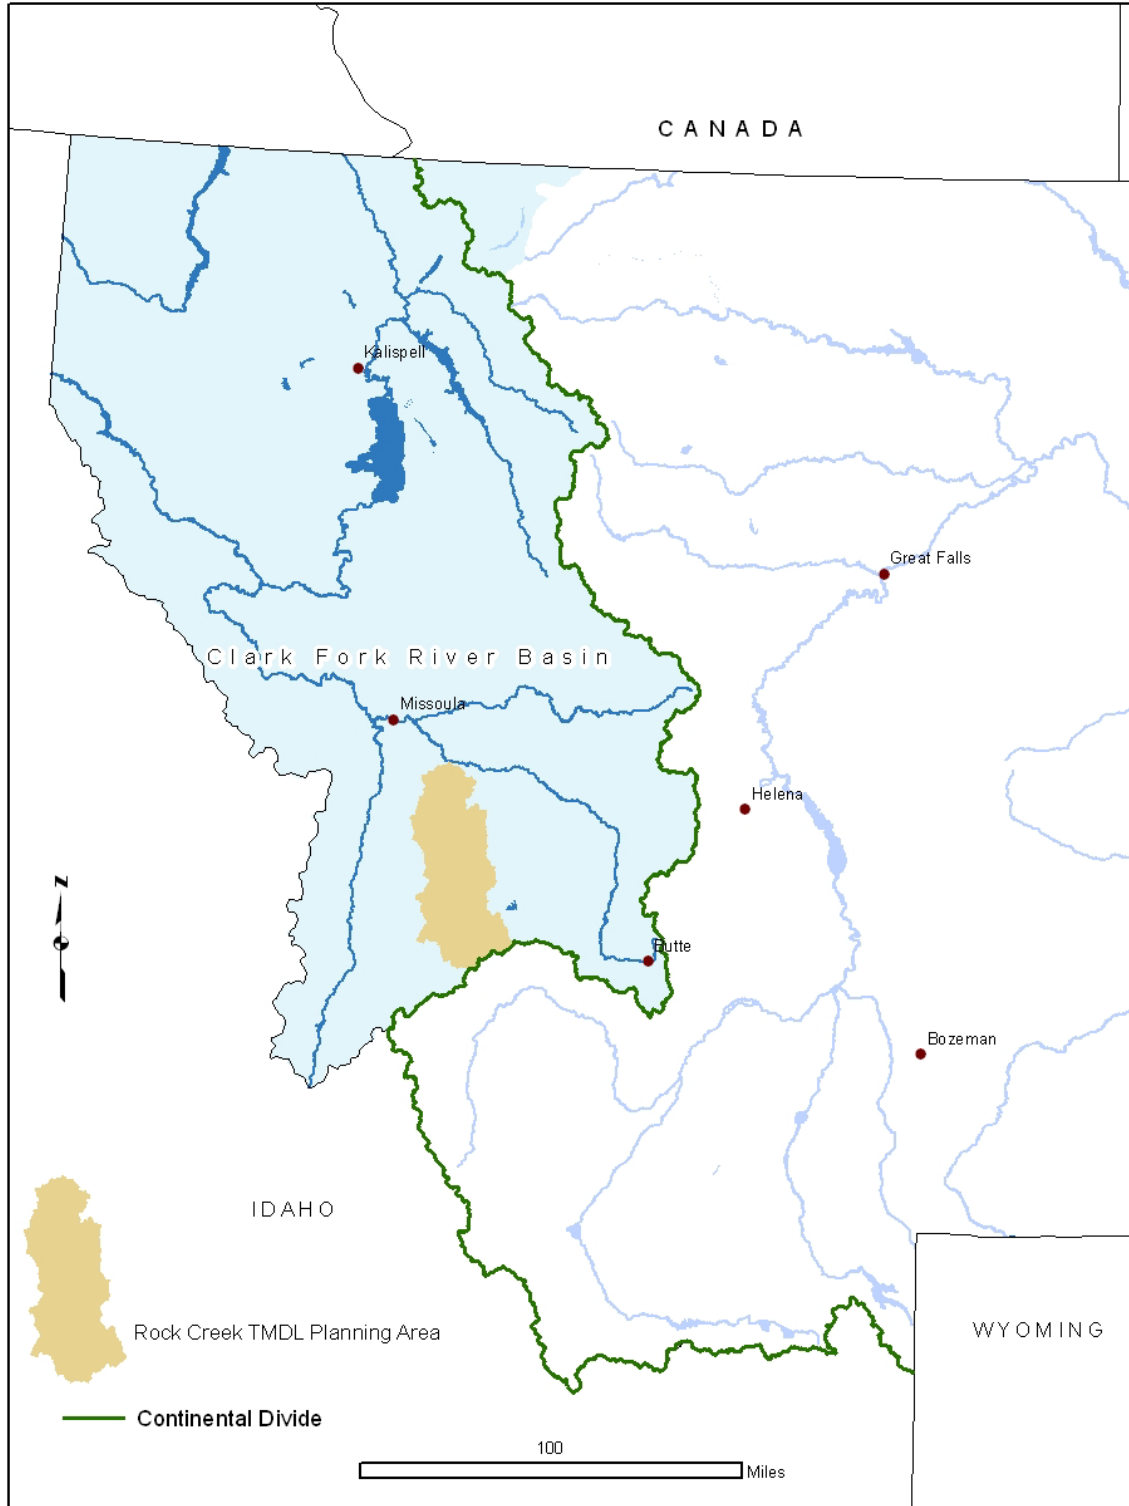 CANADA
Kalispell
Great Falls
Clark Fork River Basin
Missoula
Helena
Butte
Z
Bozeman
IDAHO
Rock Creek TMDL Planning Area
WYOMING
Continental Divide
100
Miles